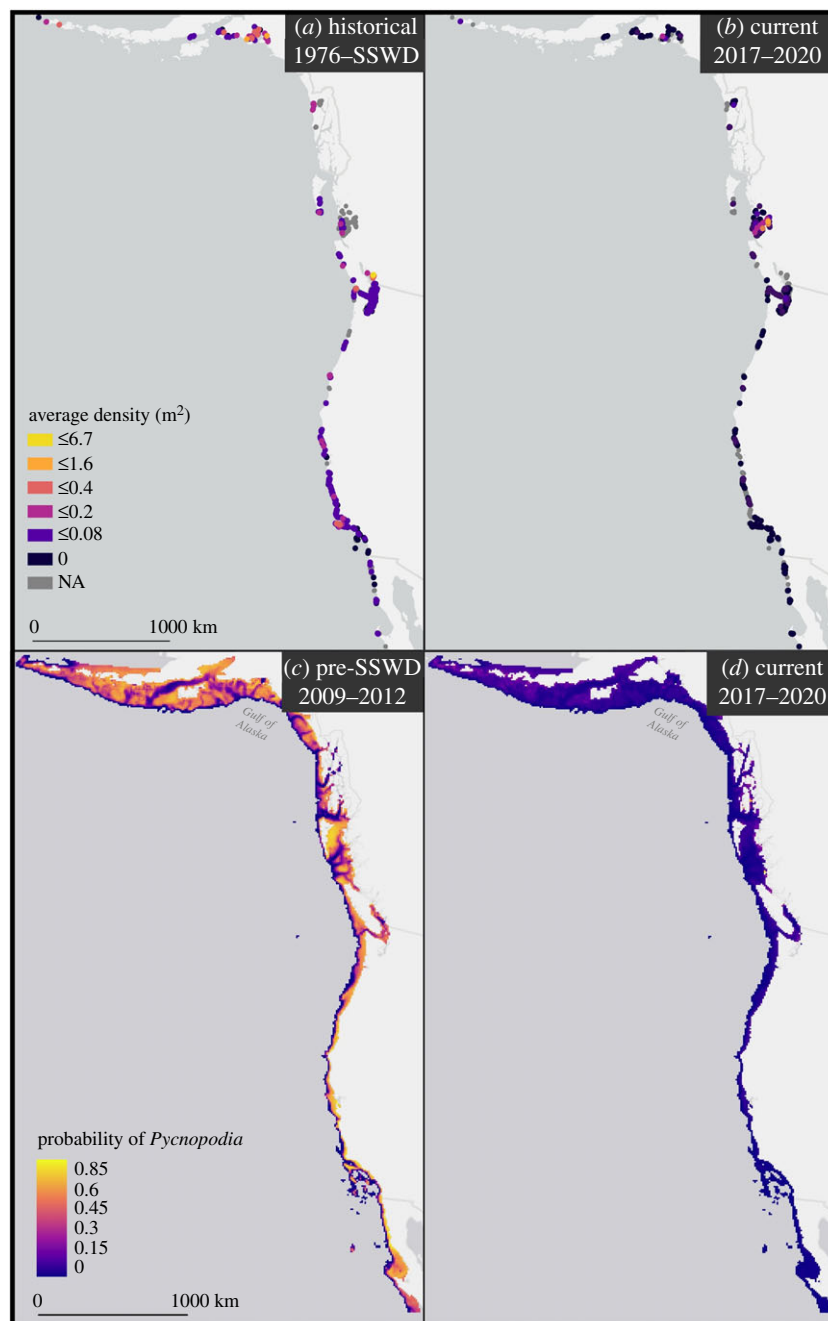 (a) historical
1976–SSWD
(b) current
2017–2020
average density (m²)
≤6.7
≤1.6
≤0.4
≤0.2
≤0.08
0
NA
0 1000 km
(c) pre-SSWD
2009–2012
Gulf of
Alaska
(d) current
2017–2020
Gulf of
Alaska
probability of Pycnopodia
0.85
0.6
0.45
0.3
0.15
0
0 1000 km